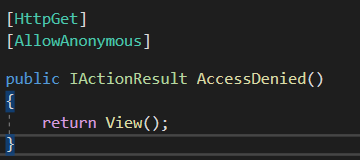 [HttpGet]
[AllowAnonymous]
public IActionResult AccessDenied()
{
    return View();
}